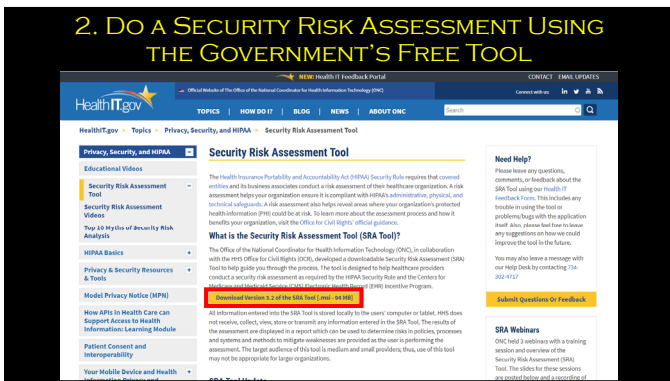 2. DO A SECURITY RISK ASSESSMENT USING
THE GOVERNMENT'S FREE TOOL
NEW: Health IT Feedback Portal
CONTACT EMAIL UPDATES
Official Website of The Office of the National Coordinator for Health Information Technology (ONC)
Connect with us:
HealthIT.gov
TOPICS | HOW DO I? | BLOG | NEWS | ABOUT ONC
Search
HealthIT.gov > Topics > Privacy, Security, and HIPAA > Security Risk Assessment Tool
Privacy, Security, and HIPAA
Educational Videos
Security Risk Assessment
Tool
Security Risk Assessment
Videos
Top 10 Myths of Security Risk
Analysis
HIPAA Basics
Privacy & Security Resources
& Tools
Model Privacy Notice (MPN)
How APIs in Health Care can
Support Access to Health
Information: Learning Module
Patient Consent and
Interoperability
Your Mobile Device and Health
Information Privacy and
Security Risk Assessment Tool
The Health Insurance Portability and Accountability Act (HIPAA) Security Rule requires that covered
entities and its business associates conduct a risk assessment of their healthcare organization. A risk
assessment helps your organization ensure it is compliant with HIPAA's administrative, physical, and
technical safeguards. A risk assessment also helps reveal areas where your organization's protected
health information (PHI) could be at risk. To learn more about the assessment process and how it
benefits your organization, visit the Office for Civil Rights' official guidance.
What is the Security Risk Assessment Tool (SRA Tool)?
The Office of the National Coordinator for Health Information Technology (ONC), in collaboration
with the HHS Office for Civil Rights (OCR), developed a downloadable Security Risk Assessment (SRA)
Tool to help guide you through the process. The tool is designed to help healthcare providers
conduct a security risk assessment as required by the HIPAA Security Rule and the Centers for
Medicare and Medicaid Service (CMS) Electronic Health Record (EHR) Incentive Program.
Download Version 3.2 of the SRA Tool [.msi - 94 MB]
All information entered into the SRA Tool is stored locally to the users' computer or tablet. HHS does
not receive, collect, view, store or transmit any information entered in the SRA Tool. The results of
the assessment are displayed in a report which can be used to determine risks in policies, processes
and systems and methods to mitigate weaknesses are provided as the user is performing the
assessment. The target audience of this tool is medium and small providers; thus, use of this tool
may not be appropriate for larger organizations.
SRA Tool Update
Need Help?
Please leave any questions,
comments, or feedback about the
SRA Tool using our Health IT
Feedback Form. This includes any
trouble in using the tool or
problems/bugs with the application
itself. Also, please feel free to leave
any suggestions on how we could
improve the tool in the future.
You may also leave a message with
our Help Desk by contacting 734-
302-4717
Submit Questions Or Feedback
SRA Webinars
ONC held 3 webinars with a training
session and overview of the
Security Risk Assessment (SRA)
Tool. The slides for these sessions
are posted below and a recording of